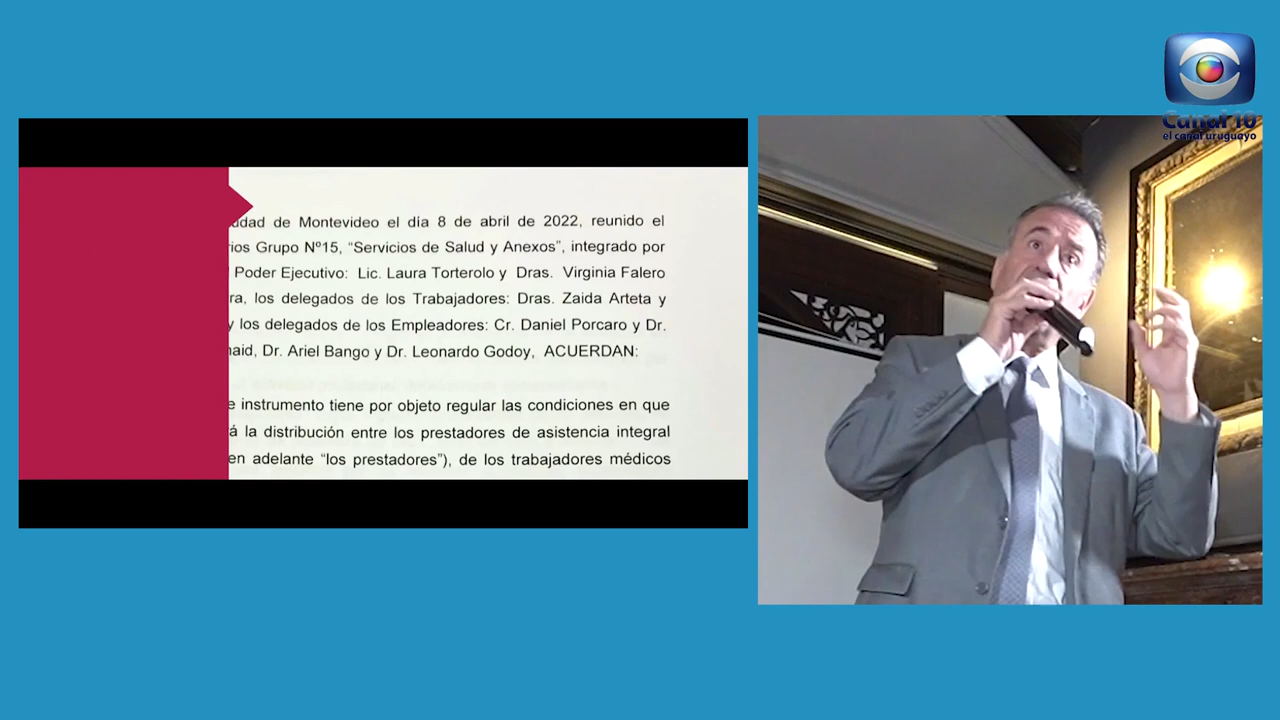 udad de Montevideo el día 8 de abril de 2022, reunido el
rios Grupo Nº15, “Servicios de Salud y Anexos”, integrado por
l Poder Ejecutivo: Lic. Laura Torterolo y Dras. Virginia Falero
ra, los delegados de los Trabajadores: Dras. Zaida Arteta y
y los delegados de los Empleadores: Cr. Daniel Porcaro y Dr.
naid, Dr. Ariel Bango y Dr. Leonardo Godoy, ACUERDAN:
e instrumento tiene por objeto regular las condiciones en que
á la distribución entre los prestadores de asistencia integral
en adelante “los prestadores”), de los trabajadores médicos
Canal 10
el canal uruguayo